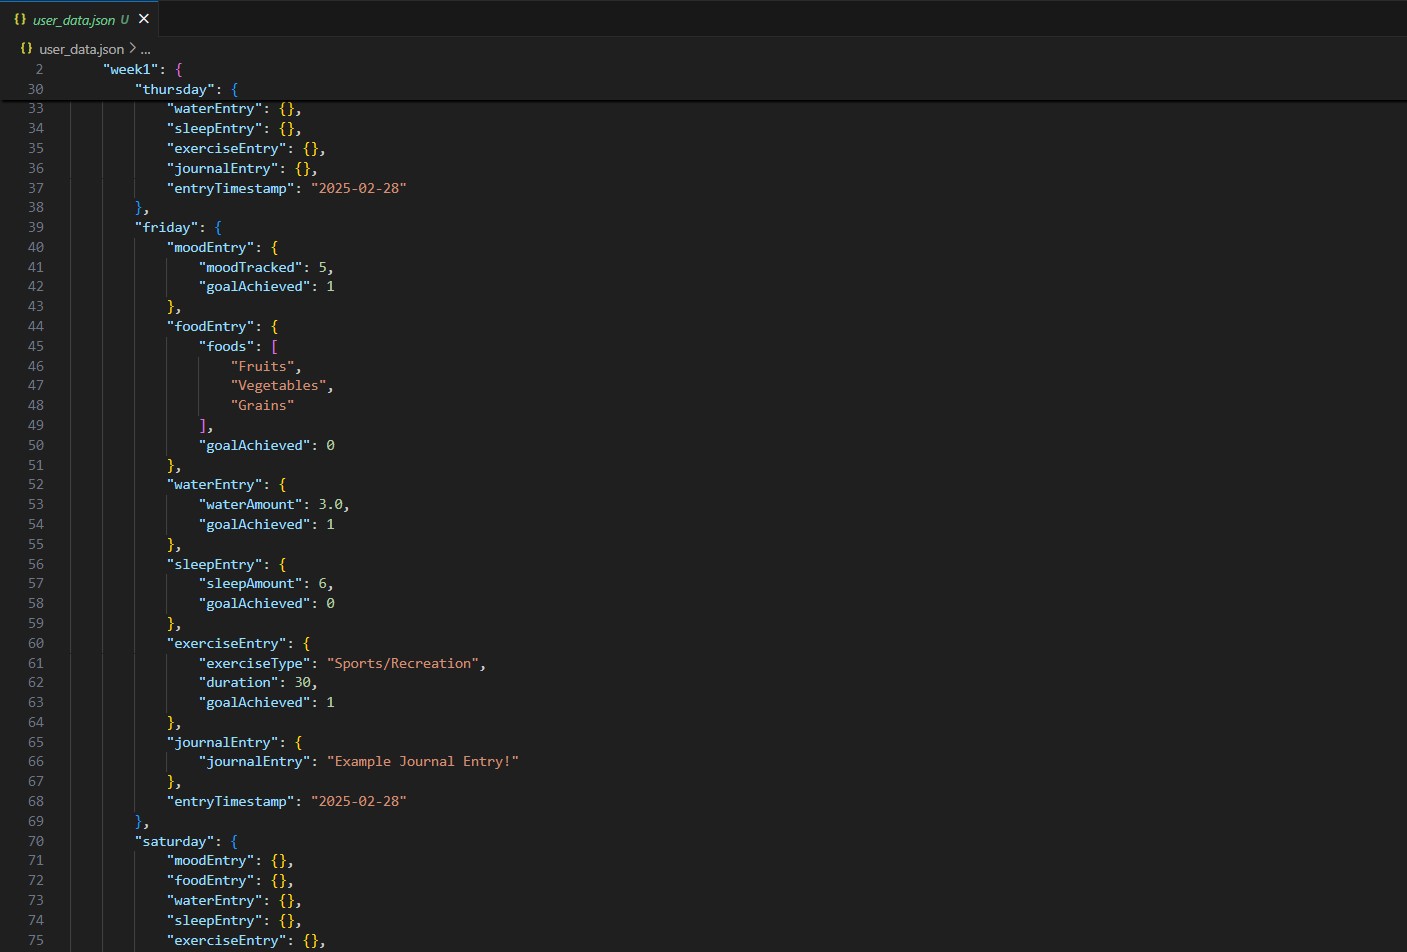 {} user_data.json U ×
{} user_data.json > ...
2 "week1": {
30 "thursday": {
33 "waterEntry": {},
34 "sleepEntry": {},
35 "exerciseEntry": {},
36 "journalEntry": {},
37 "entryTimestamp": "2025-02-28"
38 },
39 "friday": {
40 "moodEntry": {
41 "moodTracked": 5,
42 "goalAchieved": 1
43 },
44 "foodEntry": {
45 "foods": [
46 "Fruits",
47 "Vegetables",
48 "Grains"
49 ],
50 "goalAchieved": 0
51 },
52 "waterEntry": {
53 "waterAmount": 3.0,
54 "goalAchieved": 1
55 },
56 "sleepEntry": {
57 "sleepAmount": 6,
58 "goalAchieved": 0
59 },
60 "exerciseEntry": {
61 "exerciseType": "Sports/Recreation",
62 "duration": 30,
63 "goalAchieved": 1
64 },
65 "journalEntry": {
66 "journalEntry": "Example Journal Entry!"
67 },
68 "entryTimestamp": "2025-02-28"
69 },
70 "saturday": {
71 "moodEntry": {},
72 "foodEntry": {},
73 "waterEntry": {},
74 "sleepEntry": {},
75 "exerciseEntry": {},